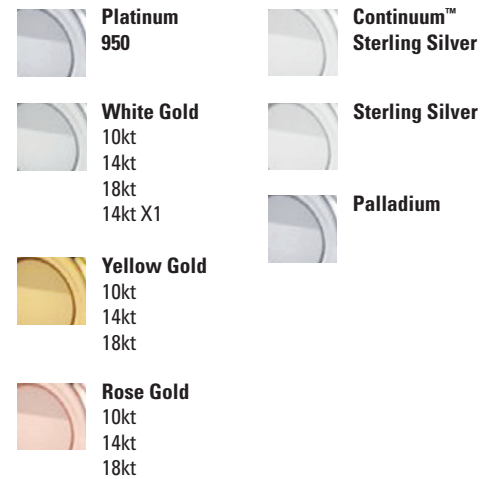 Platinum
950
White Gold
10kt
14kt
18kt
14kt X1
Yellow Gold
10kt
14kt
18kt
Rose Gold
10kt
14kt
18kt
Continuum™
Sterling Silver
Sterling Silver
Palladium